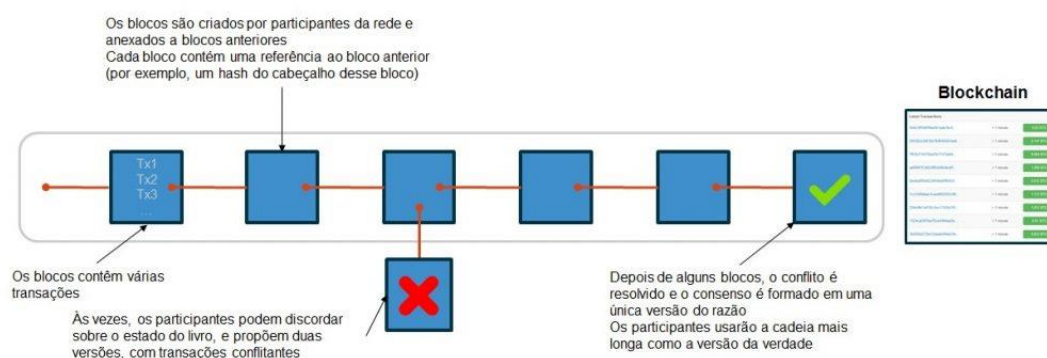 Os blocos são criados por participantes da rede e
anexados a blocos anteriores
Cada bloco contém uma referência ao bloco anterior
(por exemplo, um hash do cabeçalho desse bloco)
Blockchain
Tx1
Tx2
Tx3
...
Os blocos contêm várias
transações
Às vezes, os participantes podem discordar
sobre o estado do livro, e propõem duas
versões, com transações conflitantes
Depois de alguns blocos, o conflito é
resolvido e o consenso é formado em uma
única versão do razão
Os participantes usarão a cadeia mais
longa como a versão da verdade